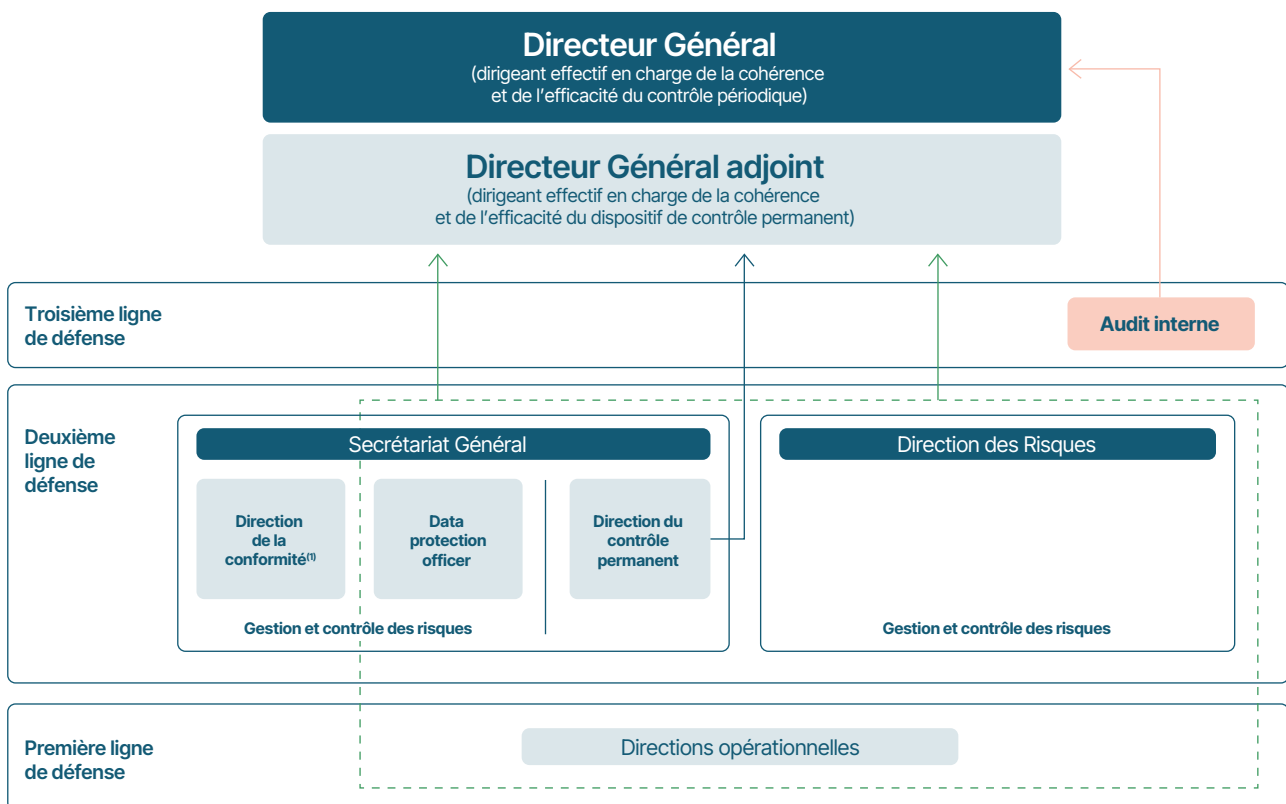 Directeur Général
(dirigeant effectif en charge de la cohérence
et de l’efficacité du contrôle périodique)
Directeur Général adjoint
(dirigeant effectif en charge de la cohérence
et de l’efficacité du dispositif de contrôle permanent)
Troisième ligne
de défense
Audit interne
Deuxième
ligne de
défense
Secrétariat Général
Direction
de la
conformité⁽¹⁾
Data
protection
officer
Direction du
contrôle
permanent
Gestion et contrôle des risques
Direction des Risques
Gestion et contrôle des risques
Première ligne
de défense
Directions opérationnelles